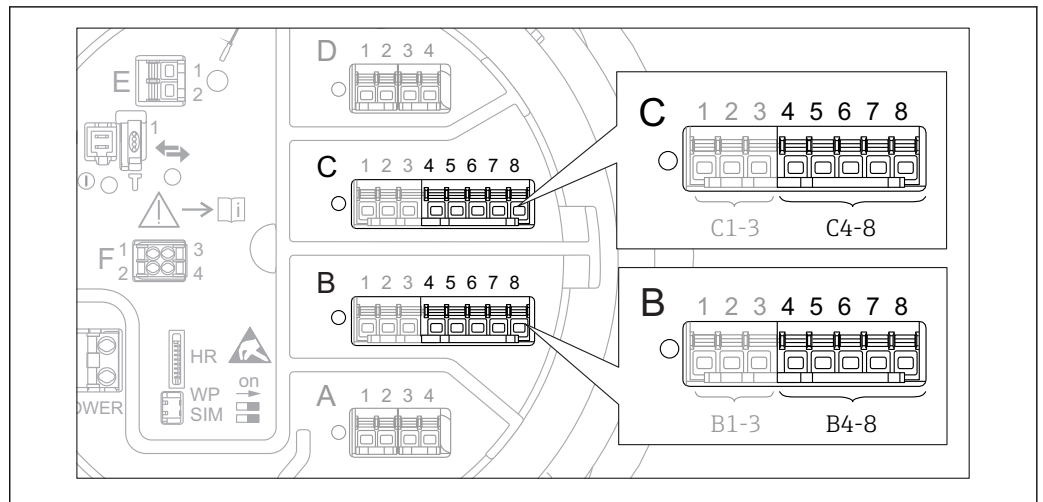 D 1 2 3 4
E 1
2
1
C 1 2 3 4 5 6 7 8
C 1 2 3 4 5 6 7 8
C1-3 C4-8
i
F 1 3
2 4
B 1 2 3 4 5 6 7 8
B 1 2 3 4 5 6 7 8
B1-3 B4-8
HR
on
WP
SIM
OWER
A 1 2 3 4